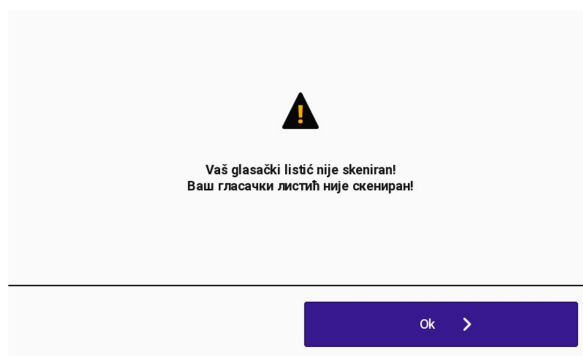 Vaš glasački listić nije skeniran!
Ваш гласачки листић није скениран!
Ok